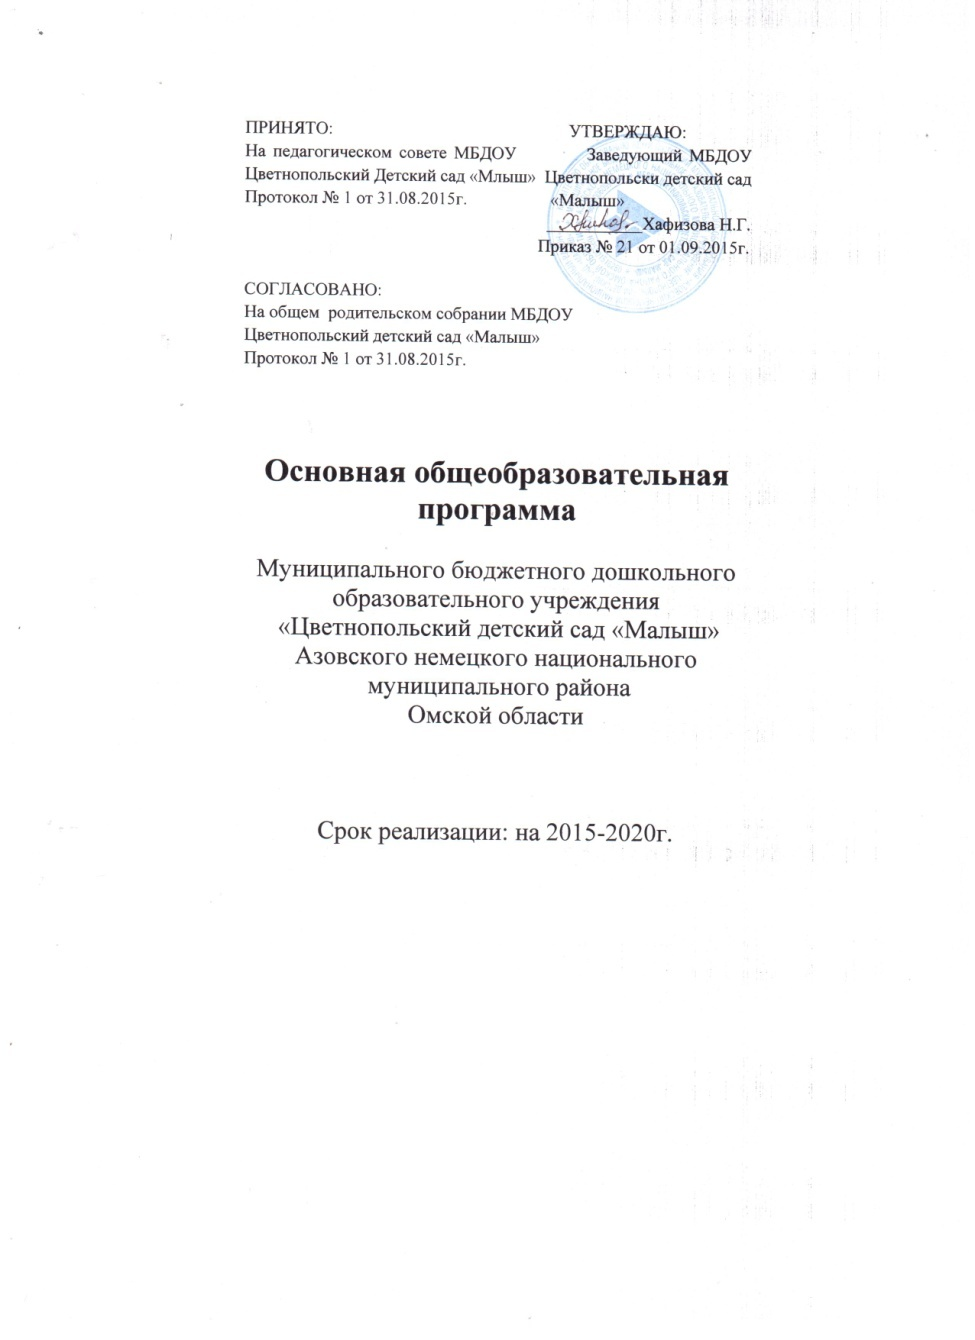 ПРИНЯТО:
На педагогическом совете МБДОУ
Цветнопольский Детский сад «Млыш»
Протокол № 1 от 31.08.2015г.
УТВЕРЖДАЮ:
Заведующий МБДОУ
Цветнопольски детский сад
«Малыш»
Хафизова Н.Г.
Приказ № 21 от 01.09.2015г.
СОГЛАСОВАНО:
На общем родительском собрании МБДОУ
Цветнопольский детский сад «Малыш»
Протокол № 1 от 31.08.2015г.
Основная общеобразовательная
программа
Муниципального бюджетного дошкольного
образовательного учреждения
«Цветнопольский детский сад «Малыш»
Азовского немецкого национального
муниципального района
Омской области
Срок реализации: на 2015-2020г.